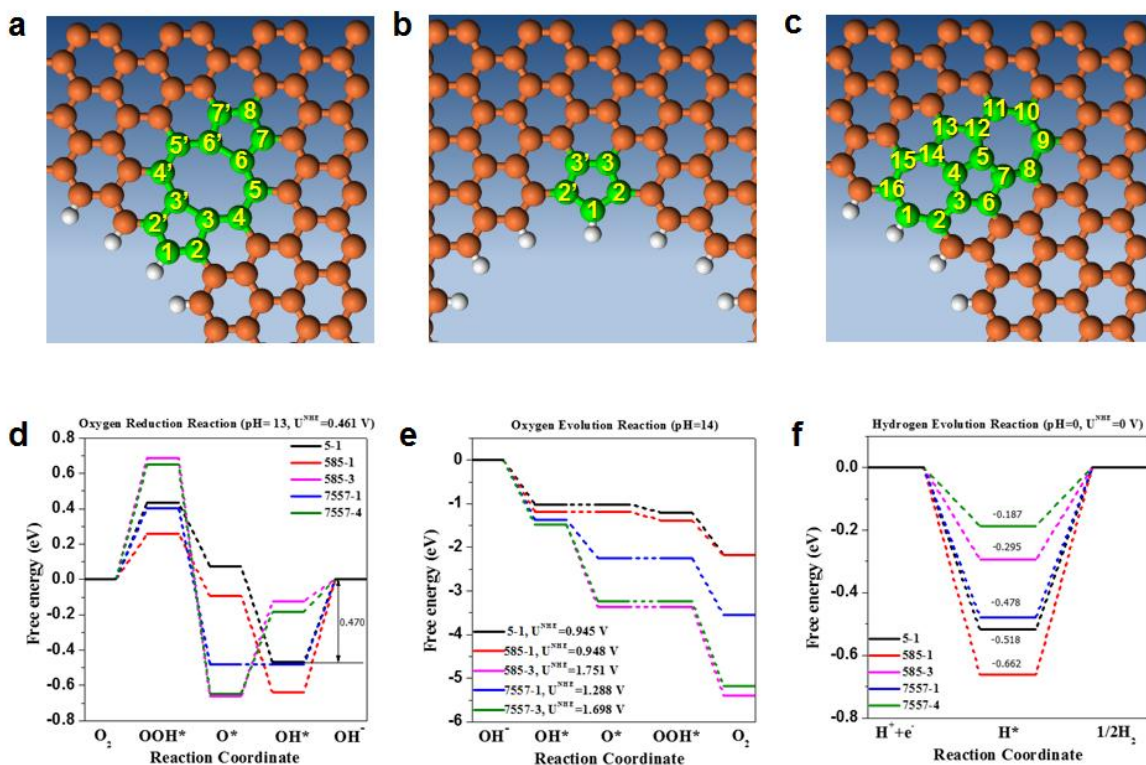 a
b
c
7' 8
5' 6' 7
4' 6
3' 5
2' 3 4
1 2
3' 3
2' 2
1
11 10
13 12 9
15 14 5
16 4 7 8
1 2 3 6
d
Oxygen Reduction Reaction (pH= 13, U^NHE=0.461 V)
Free energy (eV)
0.8
0.6
0.4
0.2
0.0
-0.2
-0.4
-0.6
-0.8
5-1
585-1
585-3
7557-1
7557-4
0.470
O₂ OOH* O* OH* OH⁻
Reaction Coordinate
e
Oxygen Evolution Reaction (pH=14)
Free energy (eV)
0
-1
-2
-3
-4
-5
-6
5-1, U^NHE=0.945 V
585-1, U^NHE=0.948 V
585-3, U^NHE=1.751 V
7557-1, U^NHE=1.288 V
7557-3, U^NHE=1.698 V
OH⁻ OH* O* OOH* O₂
Reaction Coordinate
f
Hydrogen Evolution Reaction (pH=0, U^NHE=0 V)
Free energy (eV)
0.0
-0.2
-0.4
-0.6
-0.8
-0.187
-0.295
-0.478
-0.518
-0.662
5-1
585-1
585-3
7557-1
7557-4
H⁺+e⁻ H* 1/2H₂
Reaction Coordinate